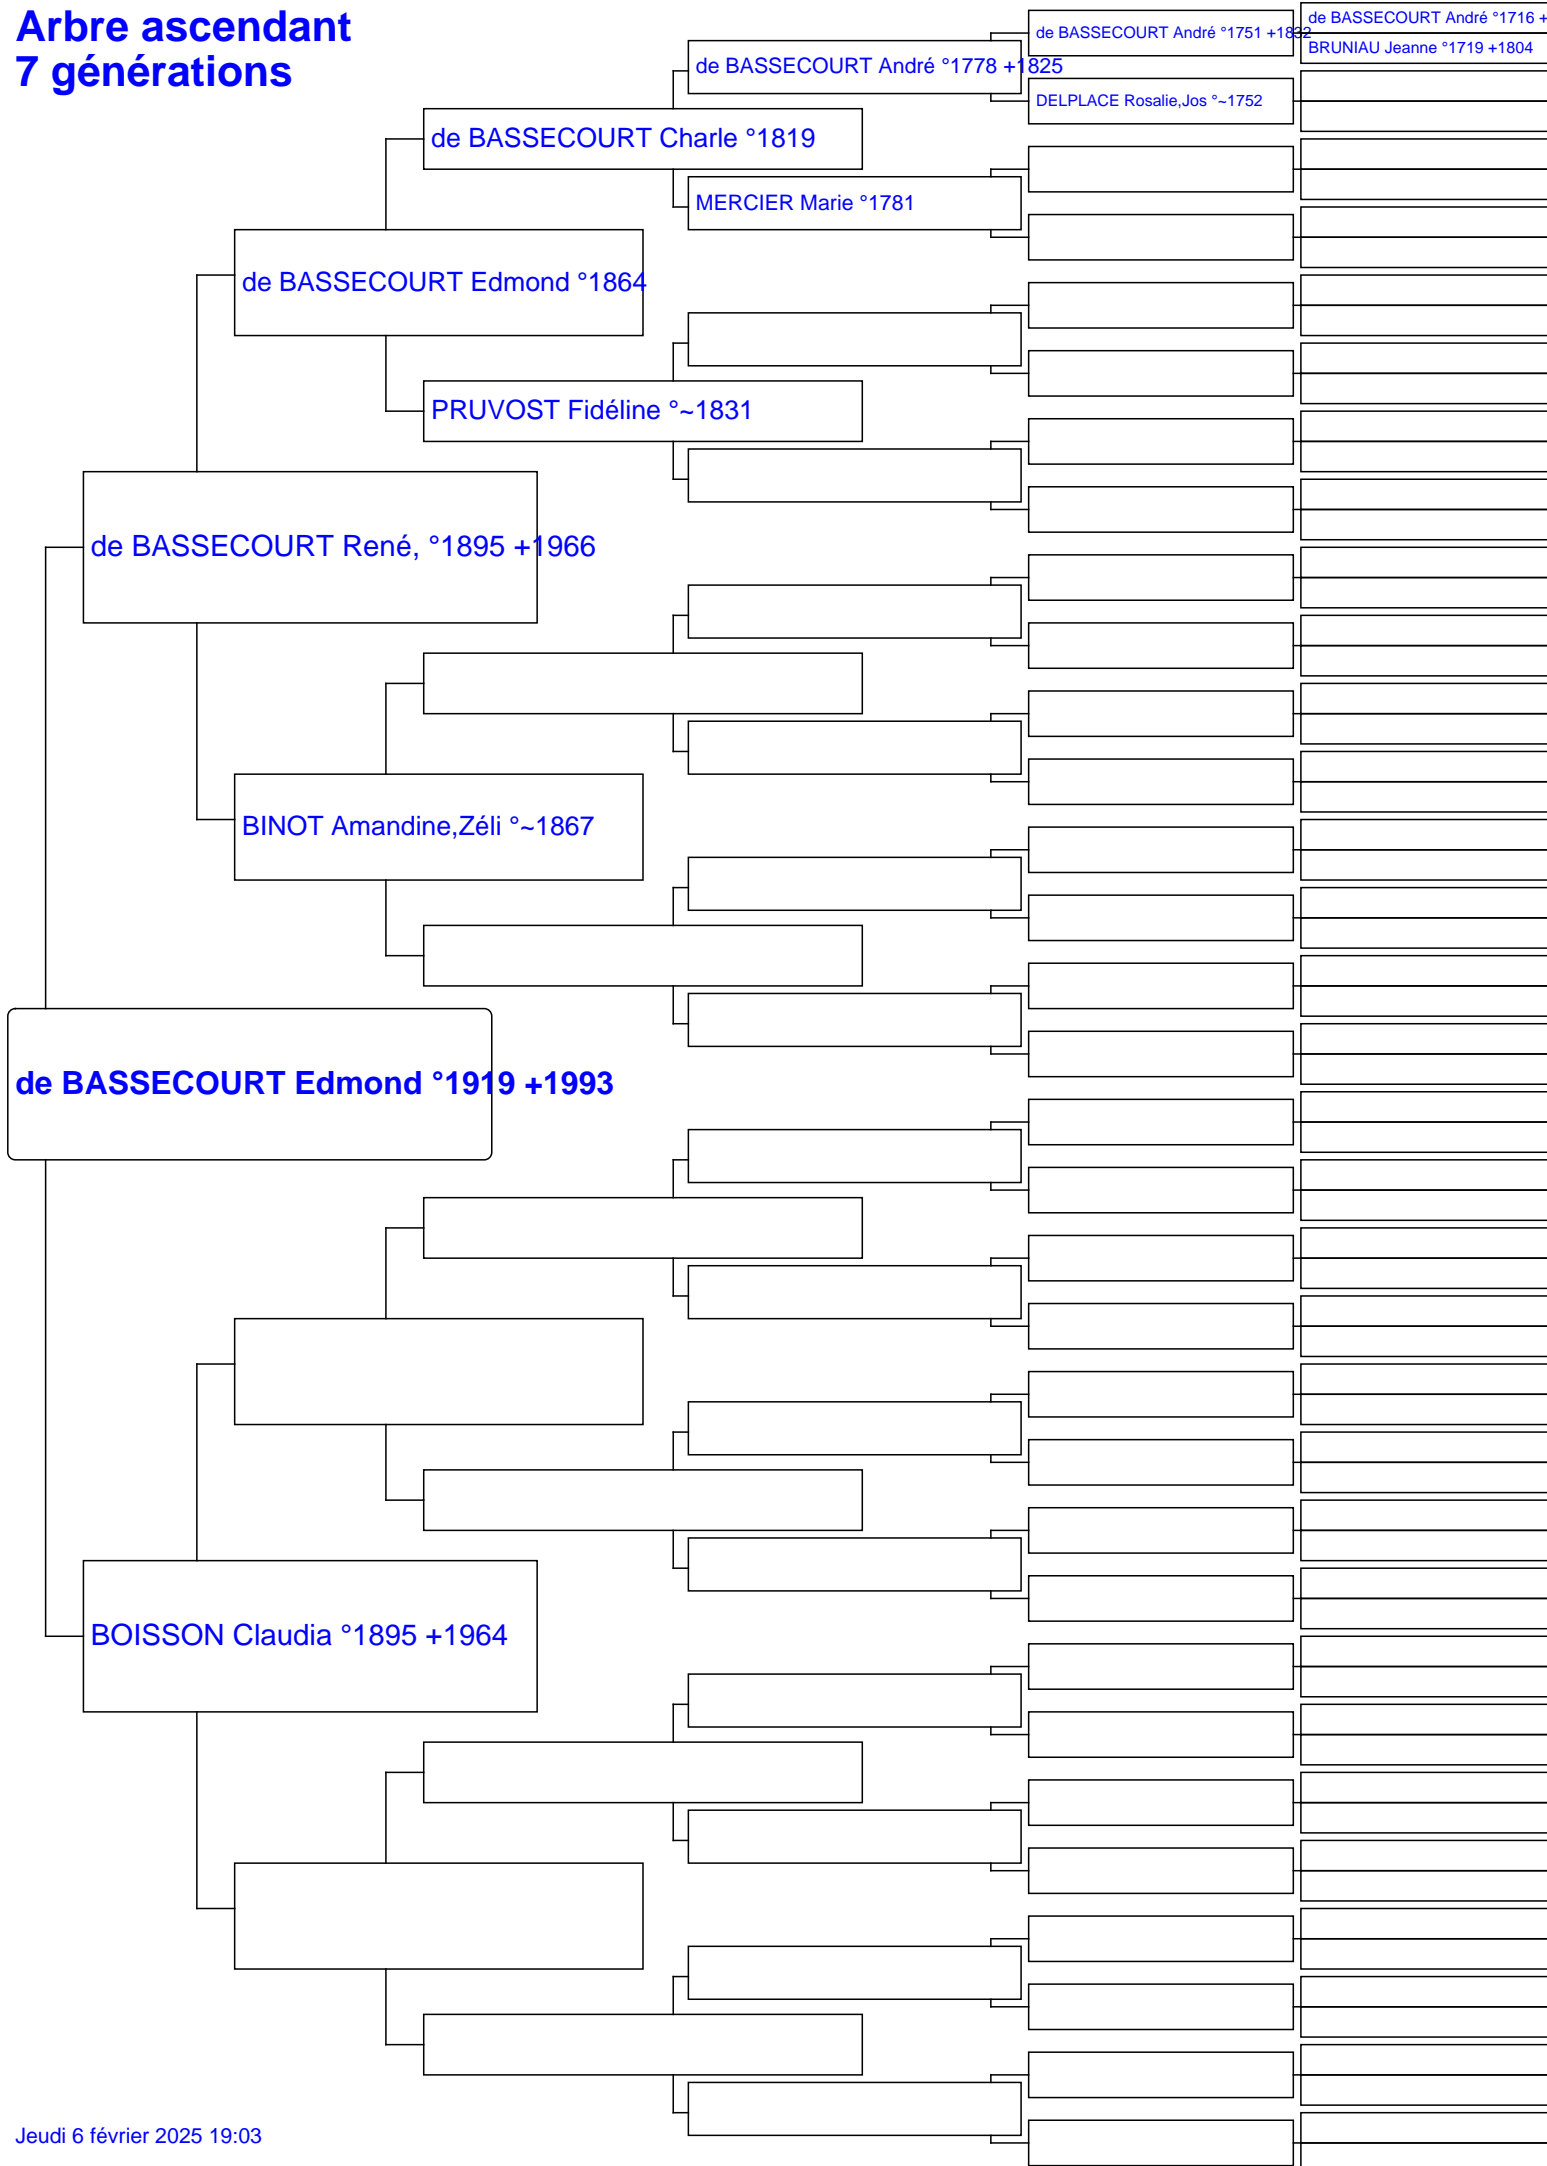 Arbre ascendant
7 générations
de BASSECOURT André °1716 +
BRUNIAU Jeanne °1719 +1804
de BASSECOURT André °1751 +1832
DELPLACE Rosalie,Jos °~1752
de BASSECOURT André °1778 +1825
MERCIER Marie °1781
de BASSECOURT Charle °1819
PRUVOST Fidéline °~1831
de BASSECOURT Edmond °1864
BINOT Amandine,Zéli °~1867
de BASSECOURT René, °1895 +1966
de BASSECOURT Edmond °1919 +1993
BOISSON Claudia °1895 +1964
Jeudi 6 février 2025 19:03